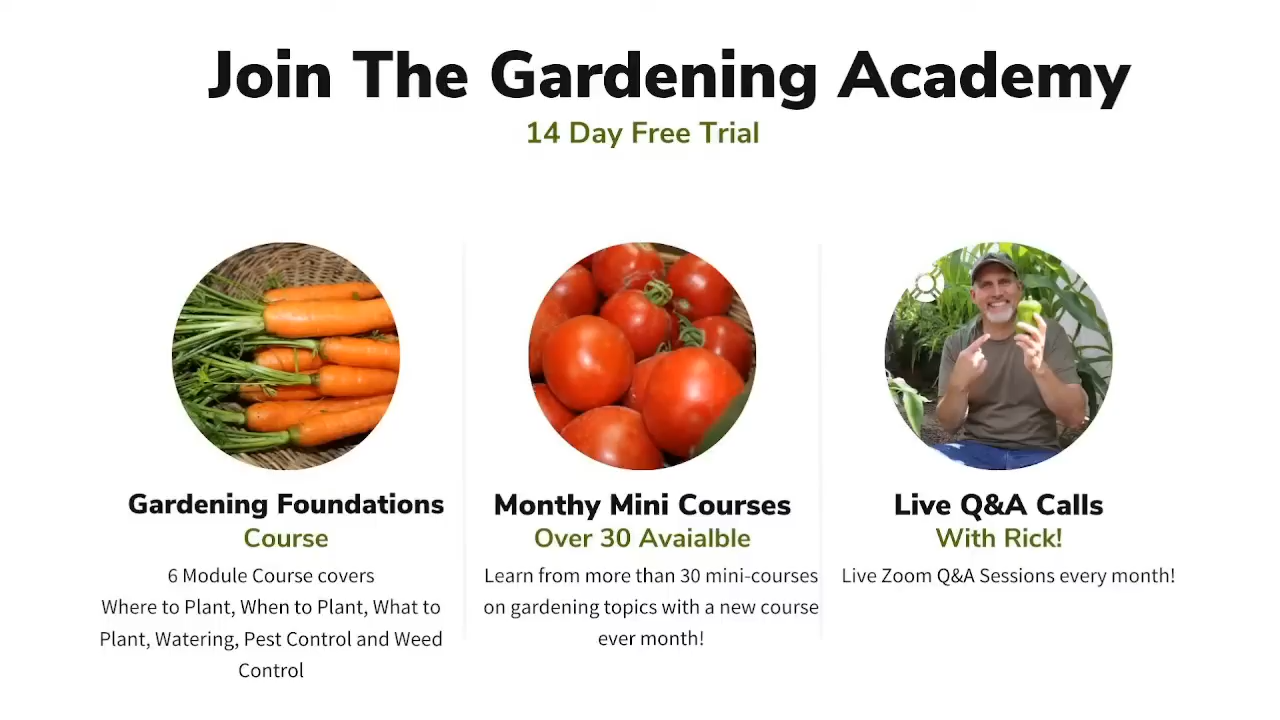 Join The Gardening Academy
14 Day Free Trial
Gardening Foundations
Course
6 Module Course covers
Where to Plant, When to Plant, What to
Plant, Watering, Pest Control and Weed
Control
Monthy Mini Courses
Over 30 Avaialble
Learn from more than 30 mini-courses
on gardening topics with a new course
ever month!
Live Q&A Calls
With Rick!
Live Zoom Q&A Sessions every month!